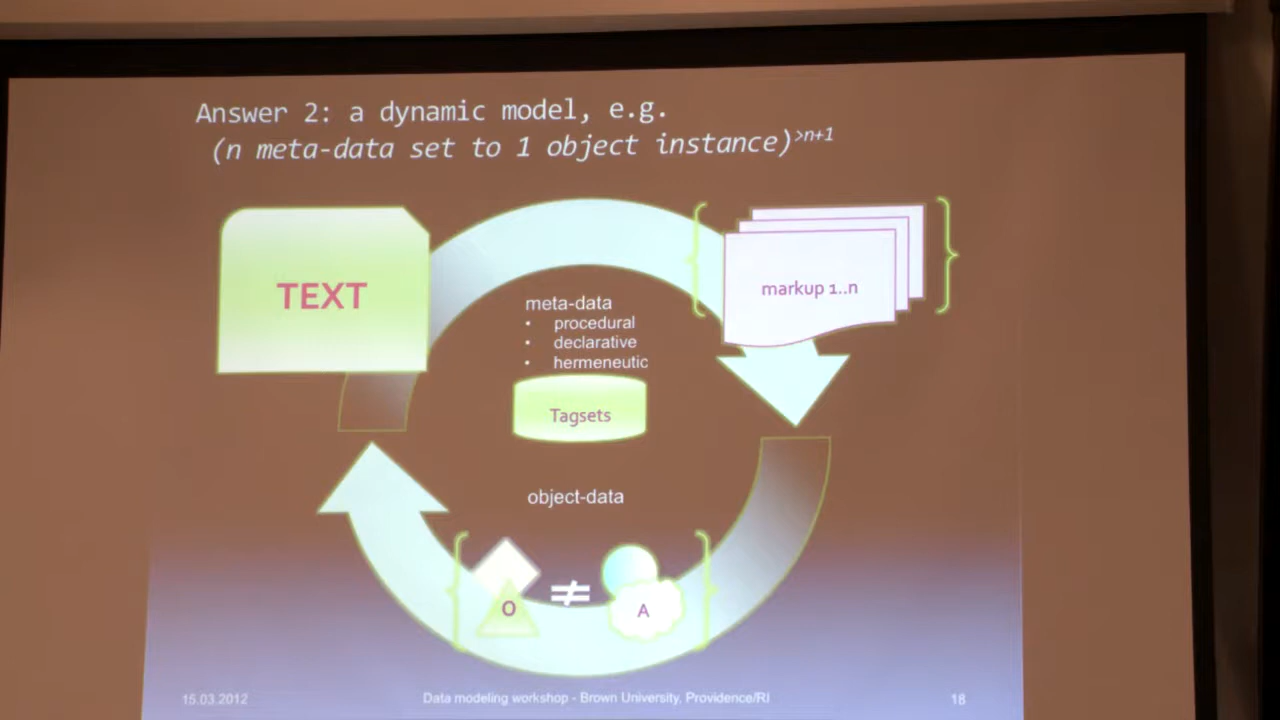 Answer 2: a dynamic model, e.g.
(n meta-data set to 1 object instance)>n+1
TEXT
markup 1..n
meta-data
• procedural
• declarative
• hermeneutic
Tagsets
object-data
O ≠ A
15.03.2012 Data modeling workshop - Brown University, Providence/RI 18